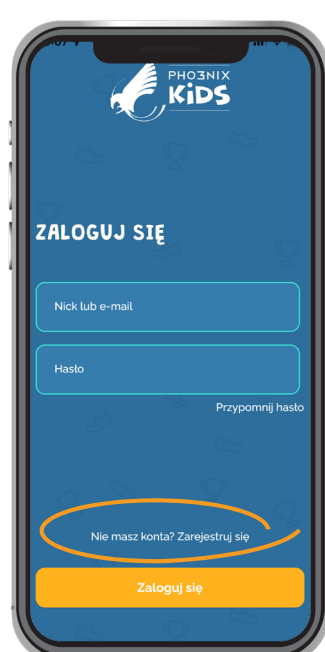 PHO3NIX
KiDS
ZALOGUJ SIĘ
Nick lub e-mail
Hasło
Przypomnij hasło
Nie masz konta? Zarejestruj się
Zaloguj się